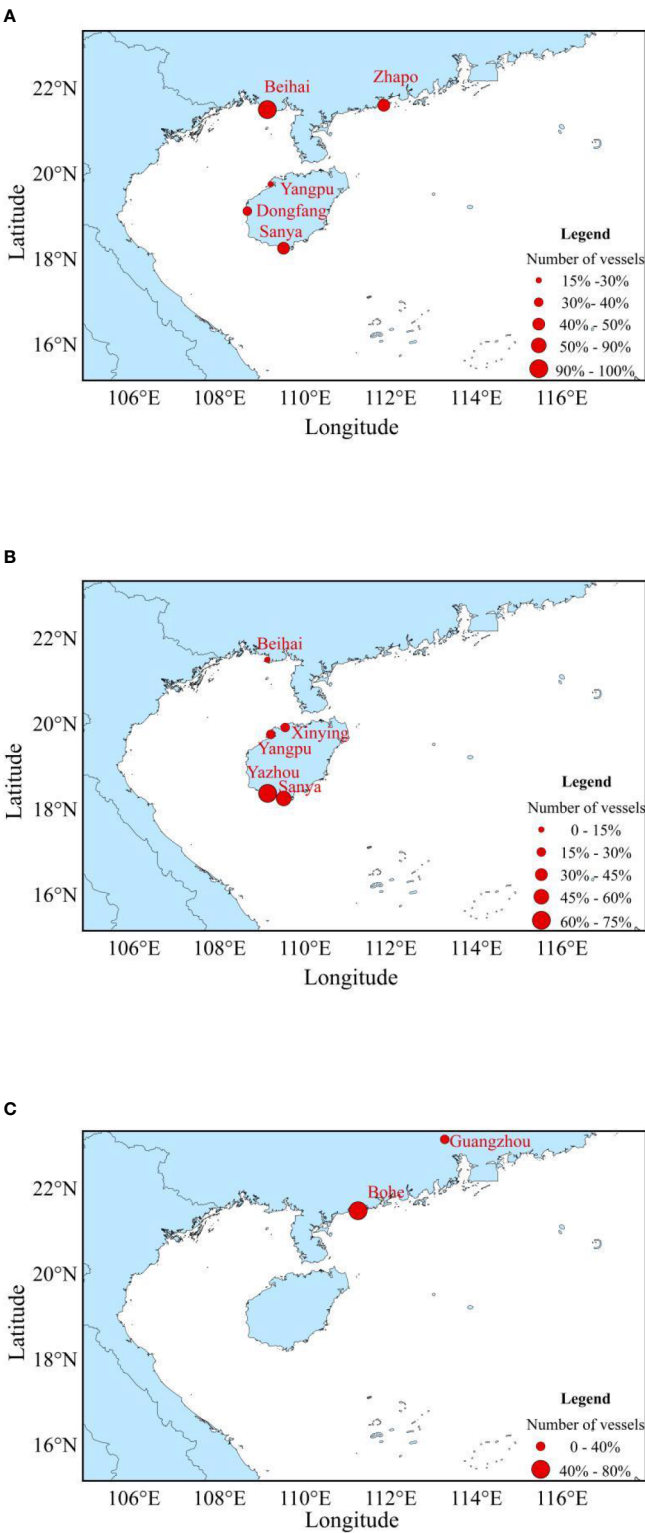 A
22°N
20°N
18°N
16°N
Latitude
Beihai
Zhapo
Yangpu
Dongfang
Sanya
Legend
Number of vessels
15% -30%
30%- 40%
40% - 50%
50% - 90%
90% - 100%
106°E 108°E 110°E 112°E 114°E 116°E
Longitude
B
22°N
20°N
18°N
16°N
Latitude
Beihai
Xinying
Yangpu
Yazhou
Sanya
Legend
Number of vessels
0 - 15%
15% - 30%
30% - 45%
45% - 60%
60% - 75%
106°E 108°E 110°E 112°E 114°E 116°E
Longitude
C
22°N
20°N
18°N
16°N
Latitude
Guangzhou
Bohe
Legend
Number of vessels
0 - 40%
40% - 80%
106°E 108°E 110°E 112°E 114°E 116°E
Longitude